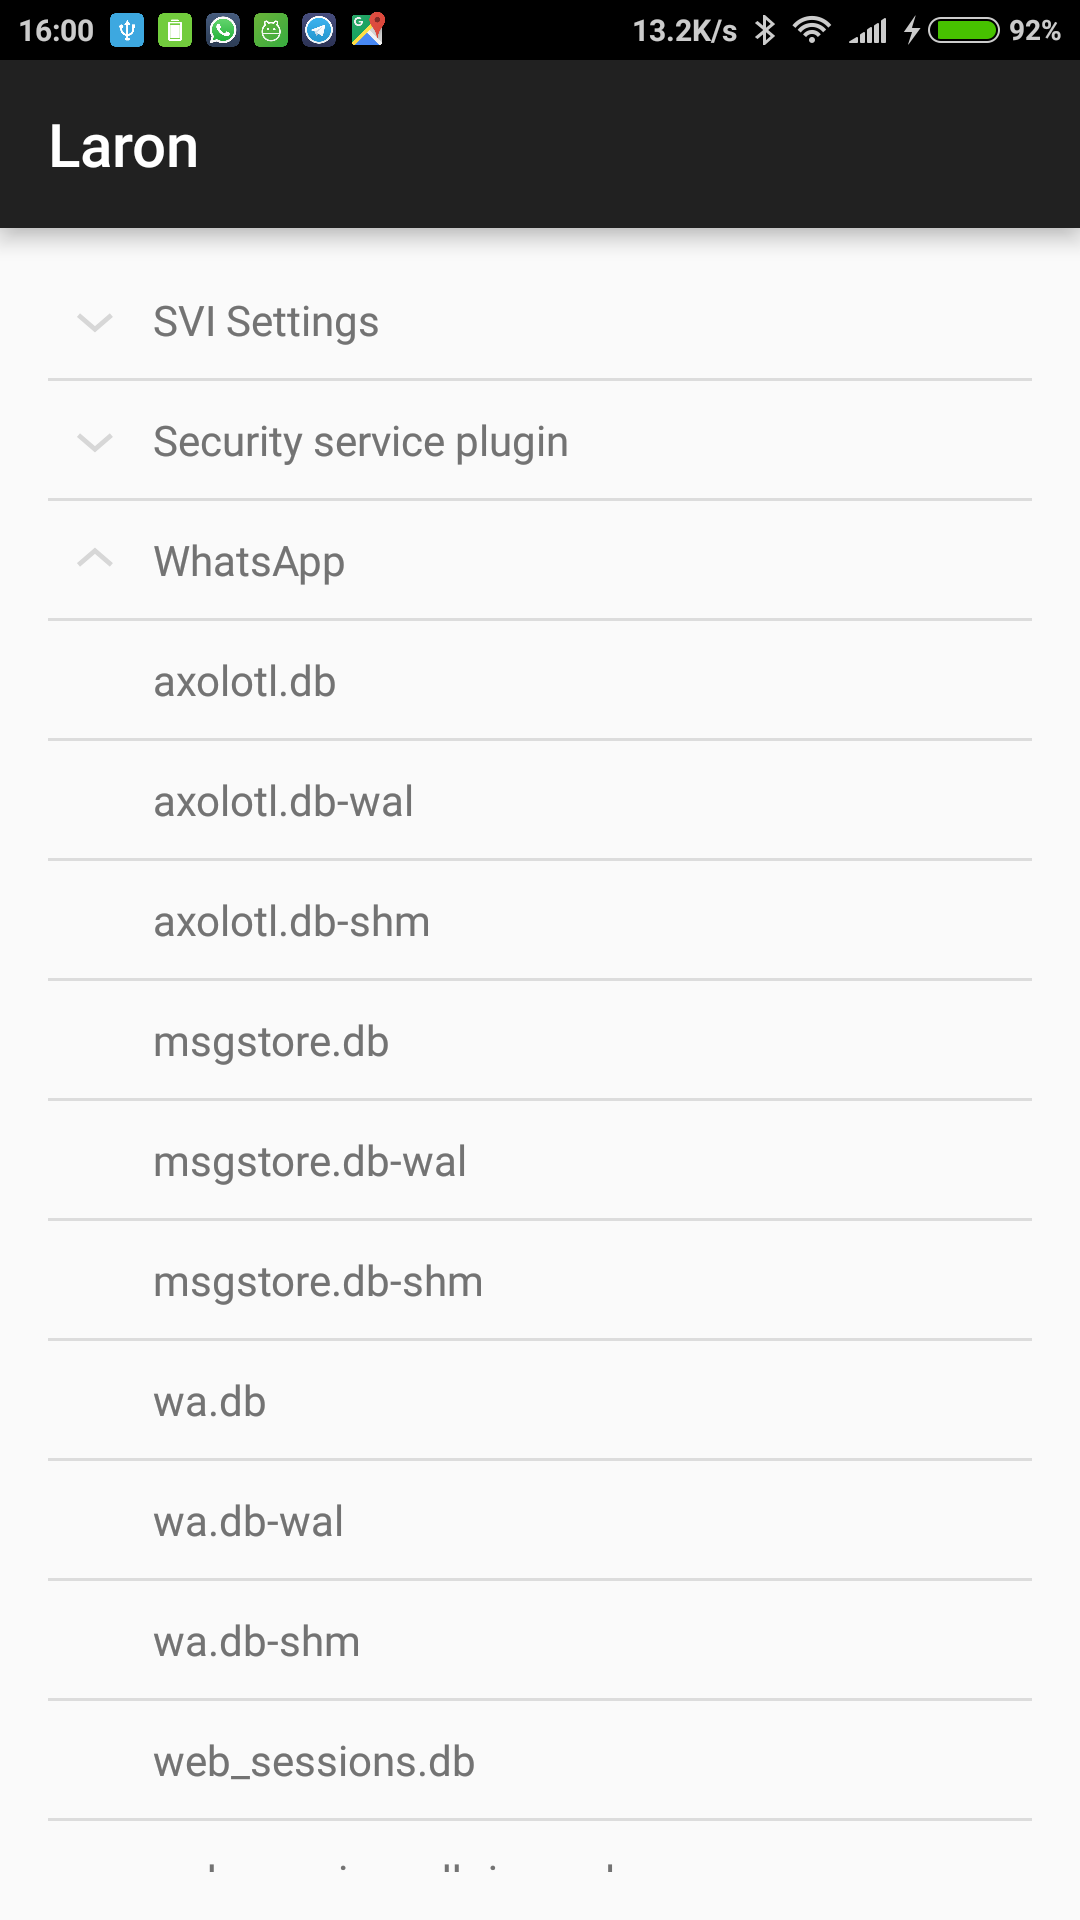 16:00 13.2K/s 92%
Laron
SVI Settings
Security service plugin
WhatsApp
axolotl.db
axolotl.db-wal
axolotl.db-shm
msgstore.db
msgstore.db-wal
msgstore.db-shm
wa.db
wa.db-wal
wa.db-shm
web_sessions.db